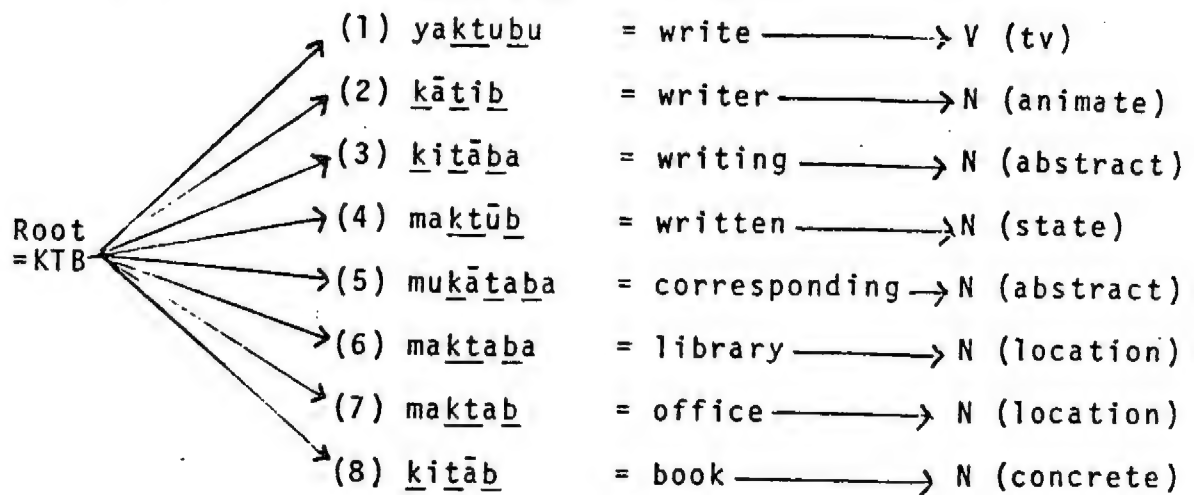 (1) yaktubu = write → V (tv)
(2) kātib = writer → N (animate)
(3) kitāba = writing → N (abstract)
(4) maktūb = written → N (state)
Root
=KTB
(5) mukātaba = corresponding → N (abstract)
(6) maktaba = library → N (location)
(7) maktab = office → N (location)
(8) kitāb = book → N (concrete)